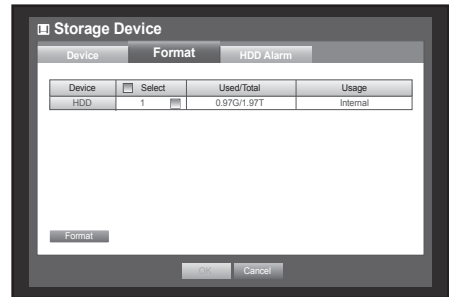 Storage Device
Device Format HDD Alarm
Device Select Used/Total Usage
HDD 1 0.97G/1.97T Internal
Format
OK Cancel